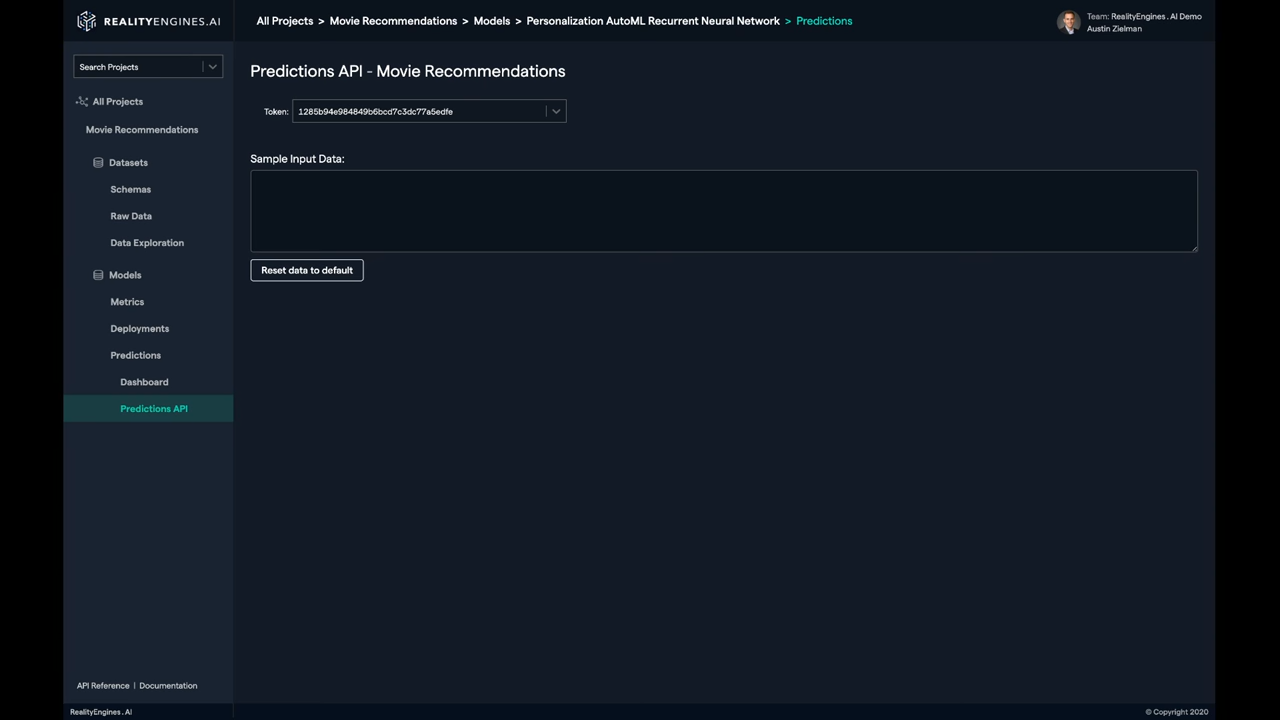 REALITYENGINES.AI
All Projects > Movie Recommendations > Models > Personalization AutoML Recurrent Neural Network > Predictions
Team: RealityEngines.AI Demo
Austin Zielman
Search Projects
All Projects
Movie Recommendations
Datasets
Schemas
Raw Data
Data Exploration
Models
Metrics
Deployments
Predictions
Dashboard
Predictions API
API Reference | Documentation
Predictions API - Movie Recommendations
Token: 1285b94e984849b6bcd7c3dc77a5edfe
Sample Input Data:
Reset data to default
RealityEngines.AI
© Copyright 2020